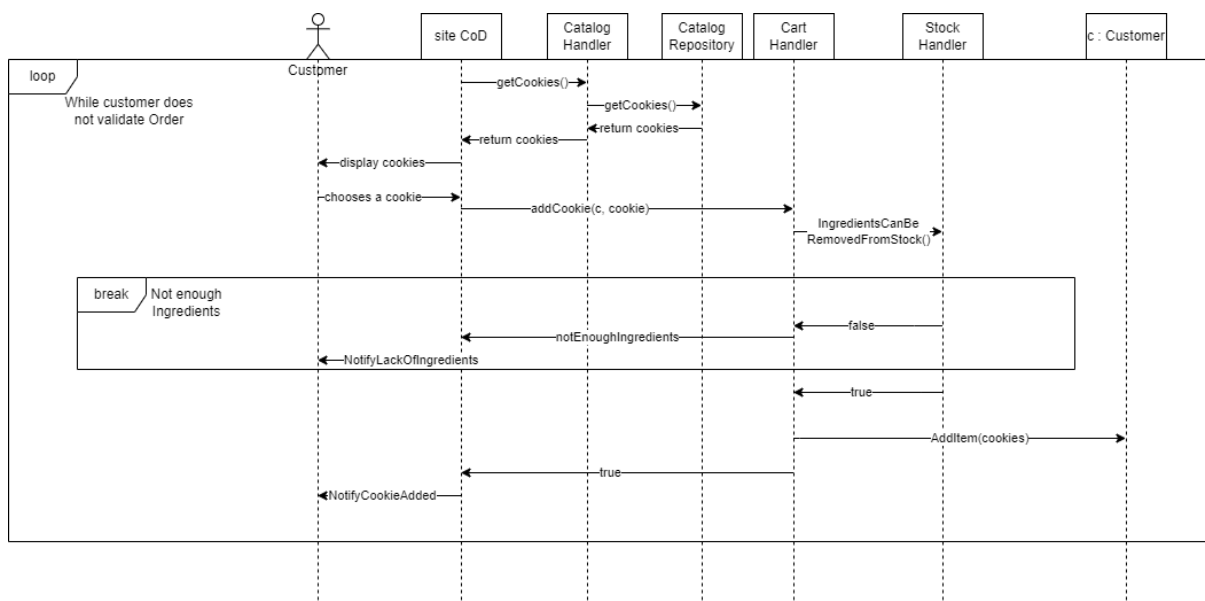 site CoD
Catalog
Handler
Catalog
Repository
Cart
Handler
Stock
Handler
c : Customer
Customer
loop
While customer does
not validate Order
getCookies()
getCookies()
return cookies
return cookies
display cookies
chooses a cookie
addCookie(c, cookie)
IngredientsCanBe
RemovedFromStock()
break
Not enough
Ingredients
false
notEnoughIngredients
NotifyLackOfIngredients
true
AddItem(cookies)
true
NotifyCookieAdded